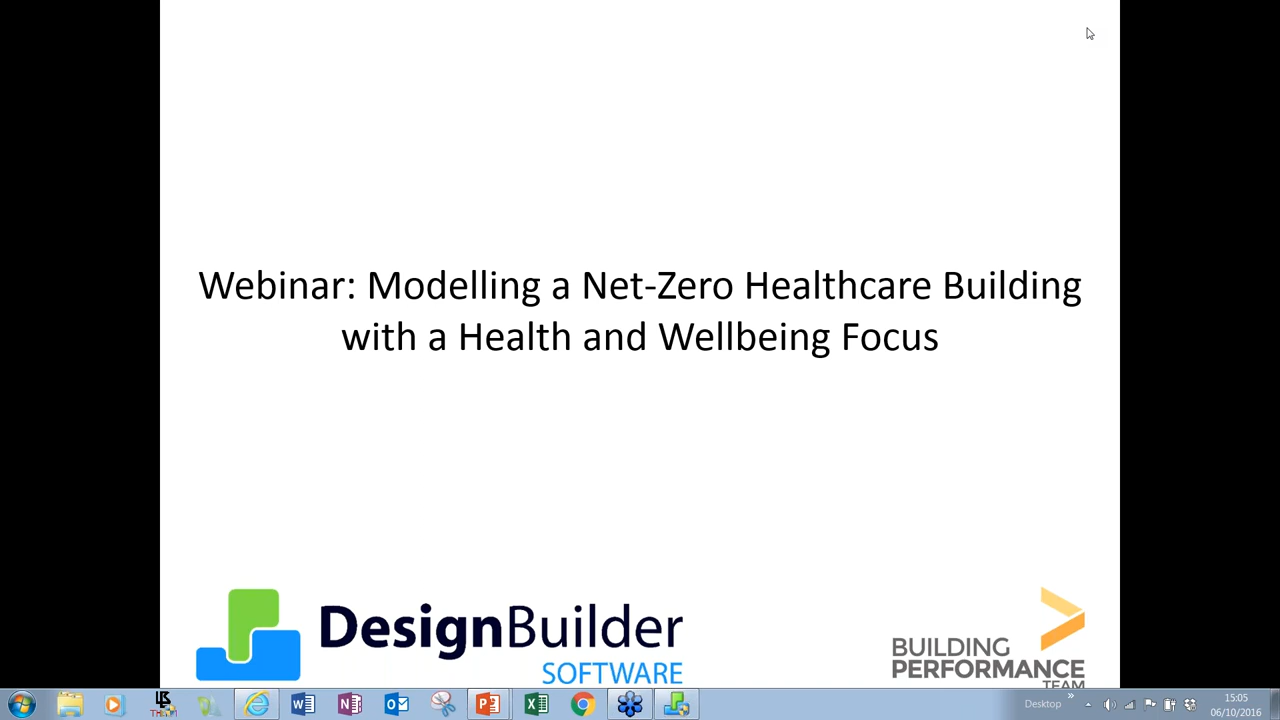 Webinar: Modelling a Net-Zero Healthcare Building
with a Health and Wellbeing Focus
DesignBuilder
SOFTWARE
BUILDING
PERFORMANCE
TEAM
Desktop
15:05
06/10/2016